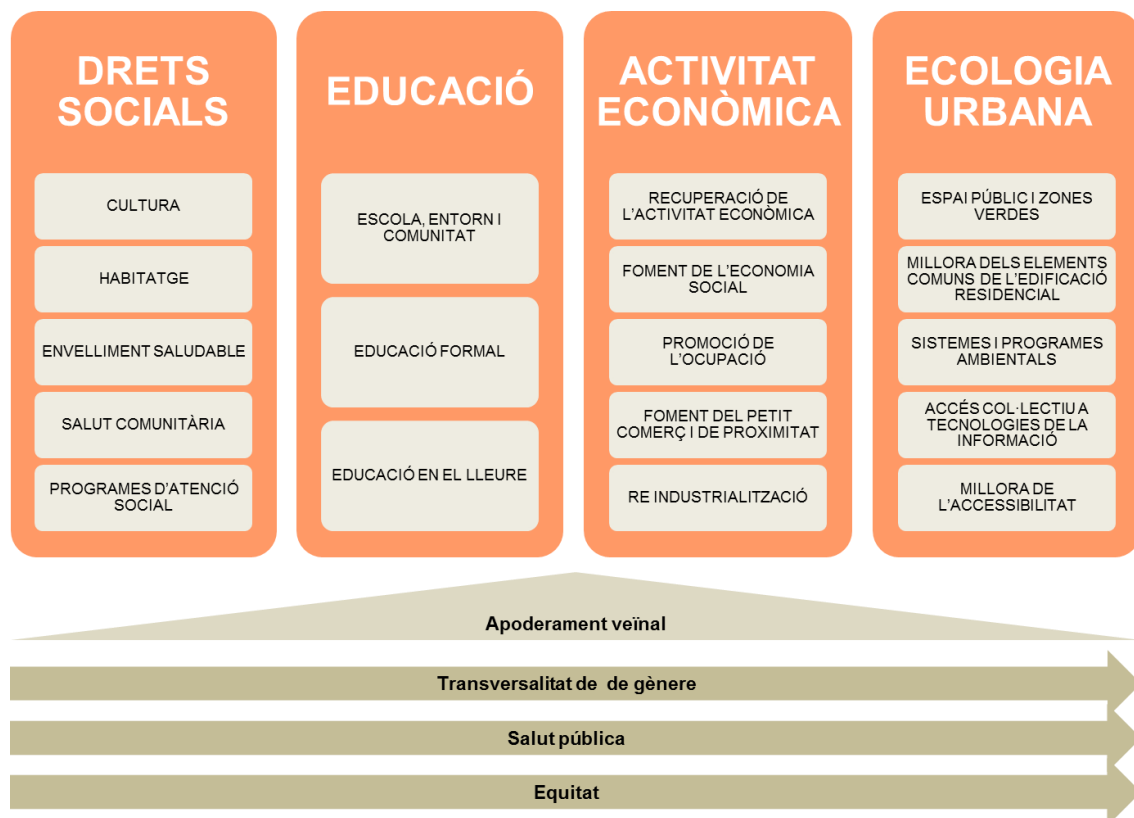 DRETS
SOCIALS
CULTURA
HABITATGE
ENVELLIMENT SALUDABLE
SALUT COMUNITÀRIA
PROGRAMES D'ATENCIÓ
SOCIAL
EDUCACIÓ
ESCOLA, ENTORN I
COMUNITAT
EDUCACIÓ FORMAL
EDUCACIÓ EN EL LLEURE
ACTIVITAT
ECONÒMICA
RECUPERACIÓ DE
L'ACTIVITAT ECONÒMICA
FOMENT DE L'ECONOMIA
SOCIAL
PROMOCIÓ DE
L'OCUPACIÓ
FOMENT DEL PETIT
COMERÇ I DE PROXIMITAT
RE INDUSTRIALITZACIÓ
ECOLOGIA
URBANA
ESPAI PÚBLIC I ZONES
VERDES
MILLORA DELS ELEMENTS
COMUNS DE L'EDIFICACIÓ
RESIDENCIAL
SISTEMES I PROGRAMES
AMBIENTALS
ACCÉS COL·LECTIU A
TECNOLOGIES DE LA
INFORMACIÓ
MILLORA DE
L'ACCESSIBILITAT
Apoderament veïnal
Transversalitat de de gènere
Salut pública
Equitat